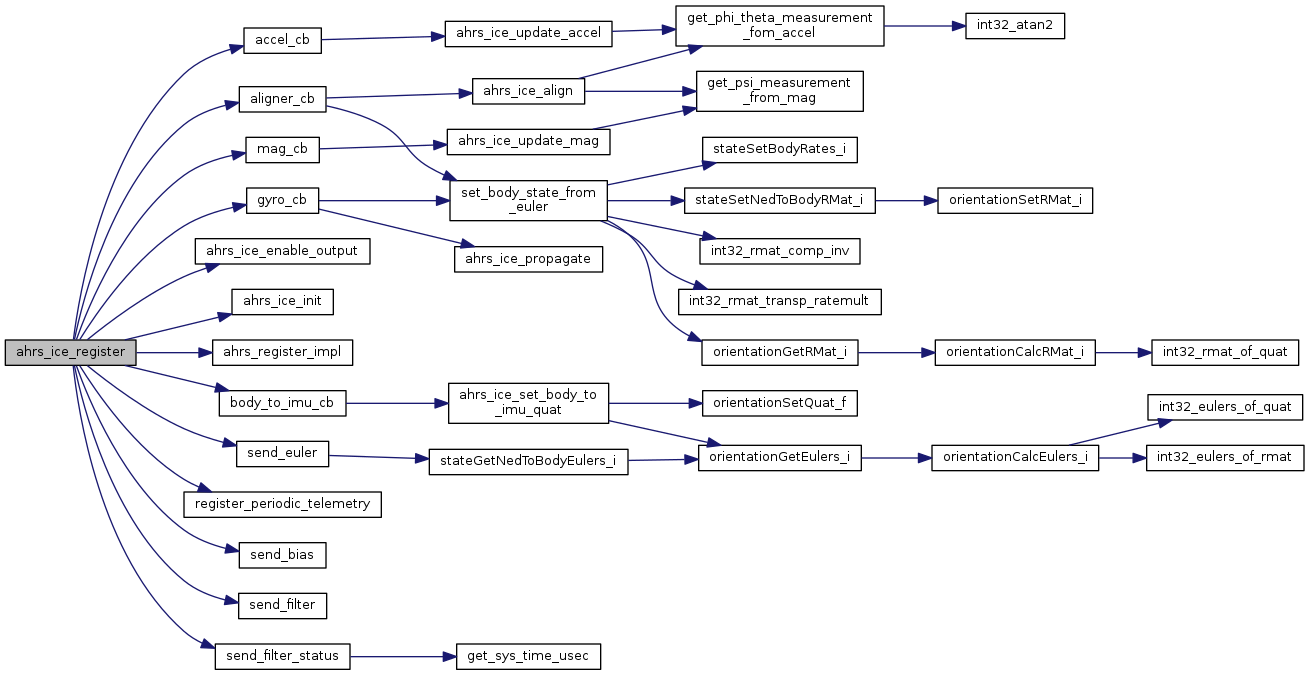 get_phi_theta_measurement
_fom_accel
int32_atan2
accel_cb
ahrs_ice_update_accel
get_psi_measurement
_from_mag
aligner_cb
ahrs_ice_align
mag_cb
ahrs_ice_update_mag
stateSetBodyRates_i
gyro_cb
set_body_state_from
_euler
stateSetNedToBodyRMat_i
orientationSetRMat_i
ahrs_ice_enable_output
ahrs_ice_propagate
int32_rmat_comp_inv
ahrs_ice_init
int32_rmat_transp_ratemult
ahrs_ice_register
ahrs_register_impl
orientationGetRMat_i
orientationCalcRMat_i
int32_rmat_of_quat
body_to_imu_cb
ahrs_ice_set_body_to
_imu_quat
orientationSetQuat_f
int32_eulers_of_quat
send_euler
stateGetNedToBodyEulers_i
orientationGetEulers_i
orientationCalcEulers_i
int32_eulers_of_rmat
register_periodic_telemetry
send_bias
send_filter
send_filter_status
get_sys_time_usec